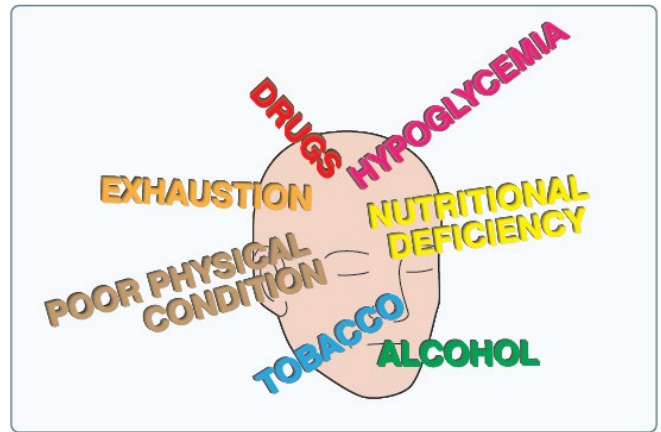 DRUGS
HYPOGLYCEMIA
EXHAUSTION
NUTRITIONAL
DEFICIENCY
POOR PHYSICAL
CONDITION
TOBACCO
ALCOHOL